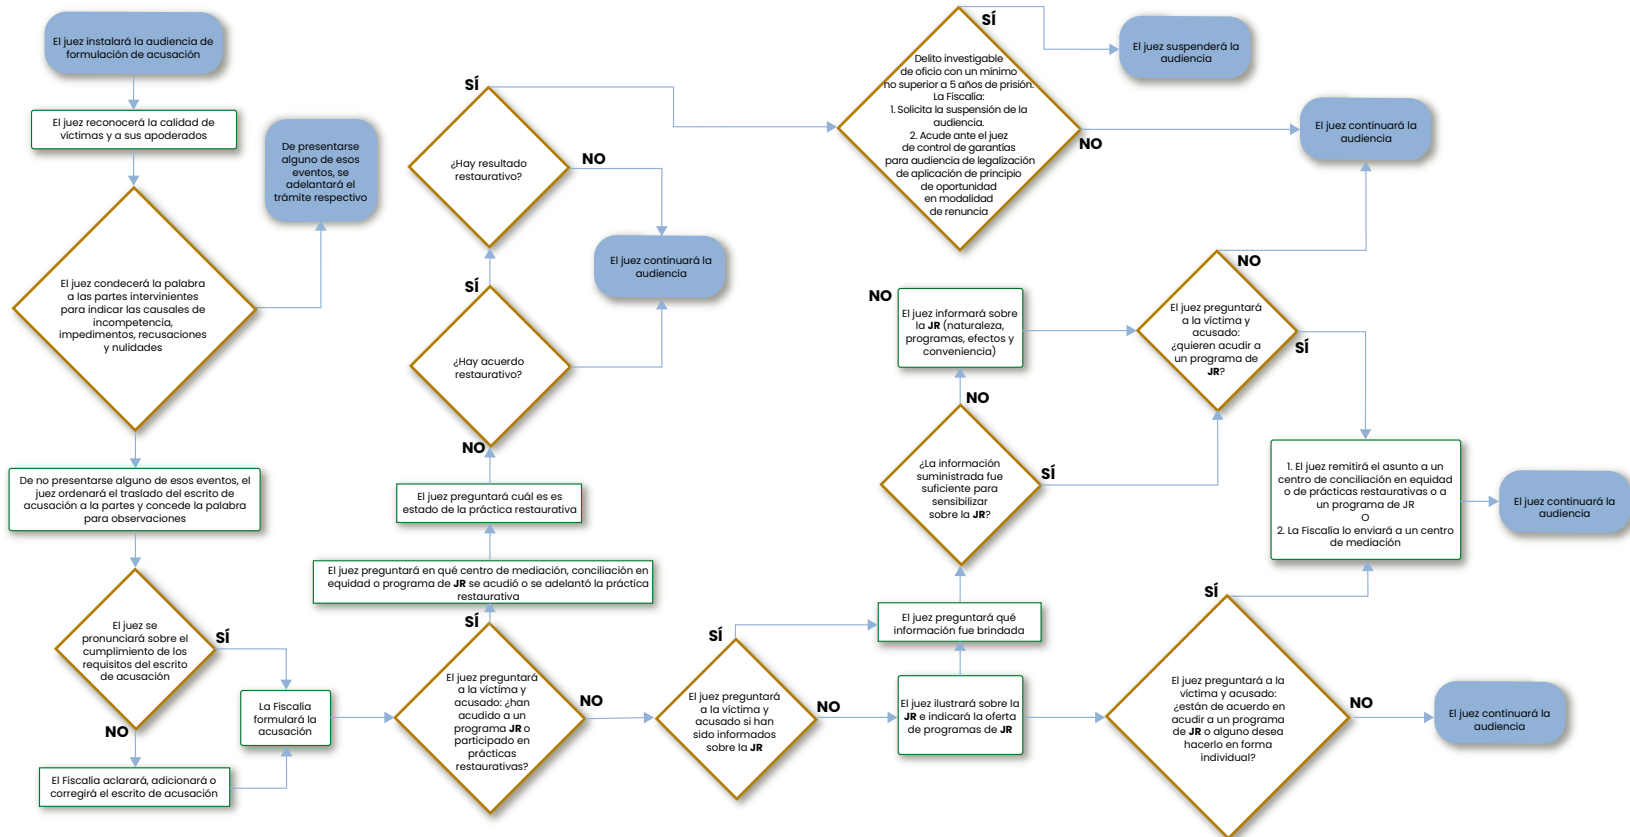 El juez instalará la audiencia de
formulación de acusación
El juez reconocerá la calidad de
víctimas y a sus apoderados
De presentarse
alguno de esos
eventos, se
adelantará el
trámite respectivo
El juez condecerá la palabra
a las partes intervinientes
para indicar las causales de
incompetencia,
impedimentos, recusaciones
y nulidades
De no presentarse alguno de esos eventos, el
juez ordenará el traslado del escrito de
acusación a la partes y concede la palabra
para observaciones
El juez se
pronunciará sobre el
cumplimiento de los
requisitos del escrito
de acusación
SÍ
NO
El Fiscalía aclarará, adicionará o
corregirá el escrito de acusación
La Fiscalía
formulará la
acusación
El juez preguntará
a la víctima y
acusado: ¿han
acudido a un
programa JR o
participado en
prácticas
restaurativas?
SÍ
NO
El juez preguntará en qué centro de mediación, conciliación en
equidad o programa de JR se acudió o se adelantó la práctica
restaurativa
El juez preguntará cuál es es
estado de la práctica restaurativa
NO
¿Hay acuerdo
restaurativo?
SÍ
¿Hay resultado
restaurativo?
SÍ
NO
El juez continuará la
audiencia
Delito investigable
de oficio con un mínimo
no superior a 5 años de prisión.
La Fiscalía:
1. Solicita la suspensión de la
audiencia.
2. Acude ante el juez
de control de garantías
para audiencia de legalización
de aplicación de principio
de oportunidad
en modalidad
de renuncia
SÍ
NO
El juez suspenderá la
audiencia
El juez continuará la
audiencia
El juez preguntará
a la víctima y
acusado si han
sido informados
sobre la JR
SÍ
NO
El juez preguntará qué
información fue brindada
El juez ilustrará sobre la
JR e indicará la oferta
de programas de JR
¿La información
suministrada fue
suficiente para
sensibilizar
sobre la JR?
NO
SÍ
NO
El juez informará sobre
la JR (naturaleza,
programas, efectos y
conveniencia)
El juez preguntará
a la víctima y
acusado:
¿quieren acudir a
un programa de
JR?
NO
SÍ
1. El juez remitirá el asunto a un
centro de conciliación en equidad
o de prácticas restaurativas o a
un programa de JR
O
2. La Fiscalía lo enviará a un centro
de mediación
El juez continuará la
audiencia
El juez preguntará a la
víctima y acusado:
¿están de acuerdo en
acudir a un programa
de JR o alguno desea
hacerlo en forma
individual?
SÍ
NO
El juez continuará la
audiencia